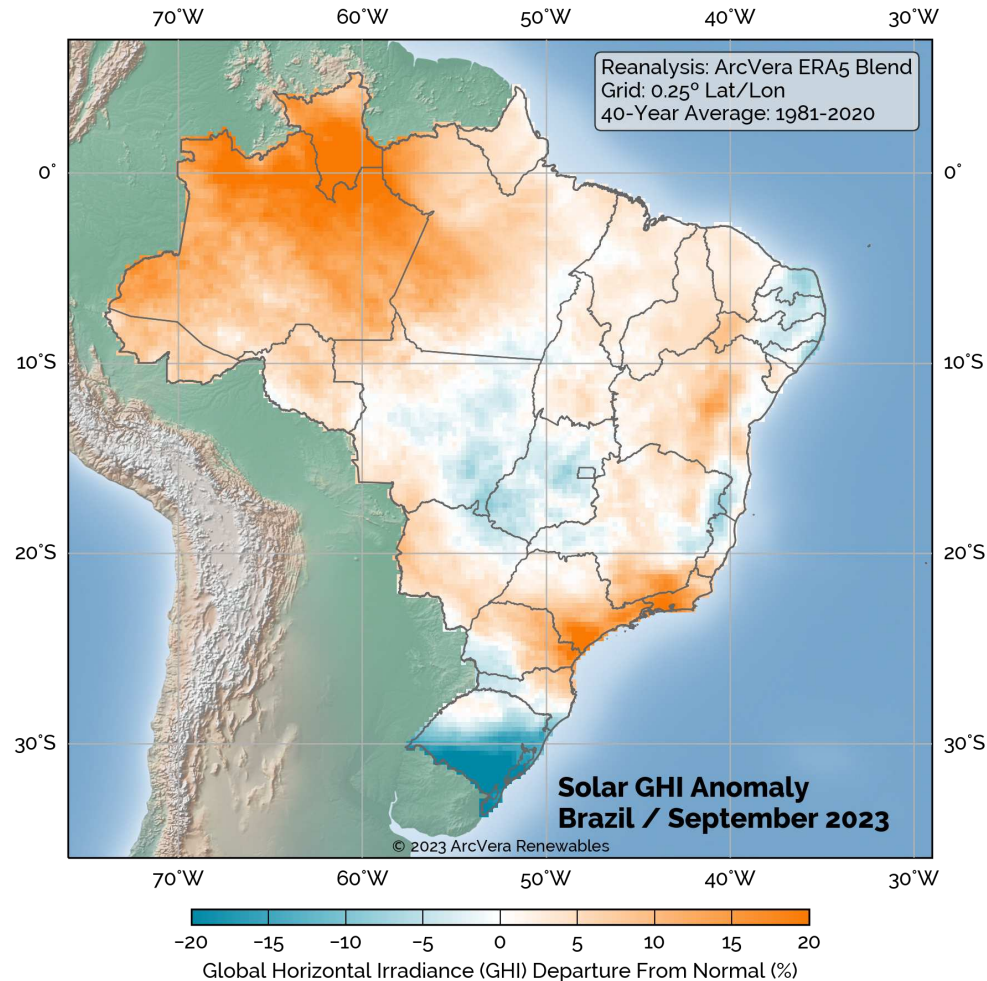 70°W 60°W 50°W 40°W 30°W
Reanalysis: ArcVera ERA5 Blend
Grid: 0.25º Lat/Lon
40-Year Average: 1981-2020
0° 0°
10°S 10°S
20°S 20°S
30°S 30°S
Solar GHI Anomaly
Brazil / September 2023
© 2023 ArcVera Renewables
70°W 60°W 50°W 40°W 30°W
−20 −15 −10 −5 0 5 10 15 20
Global Horizontal Irradiance (GHI) Departure From Normal (%)